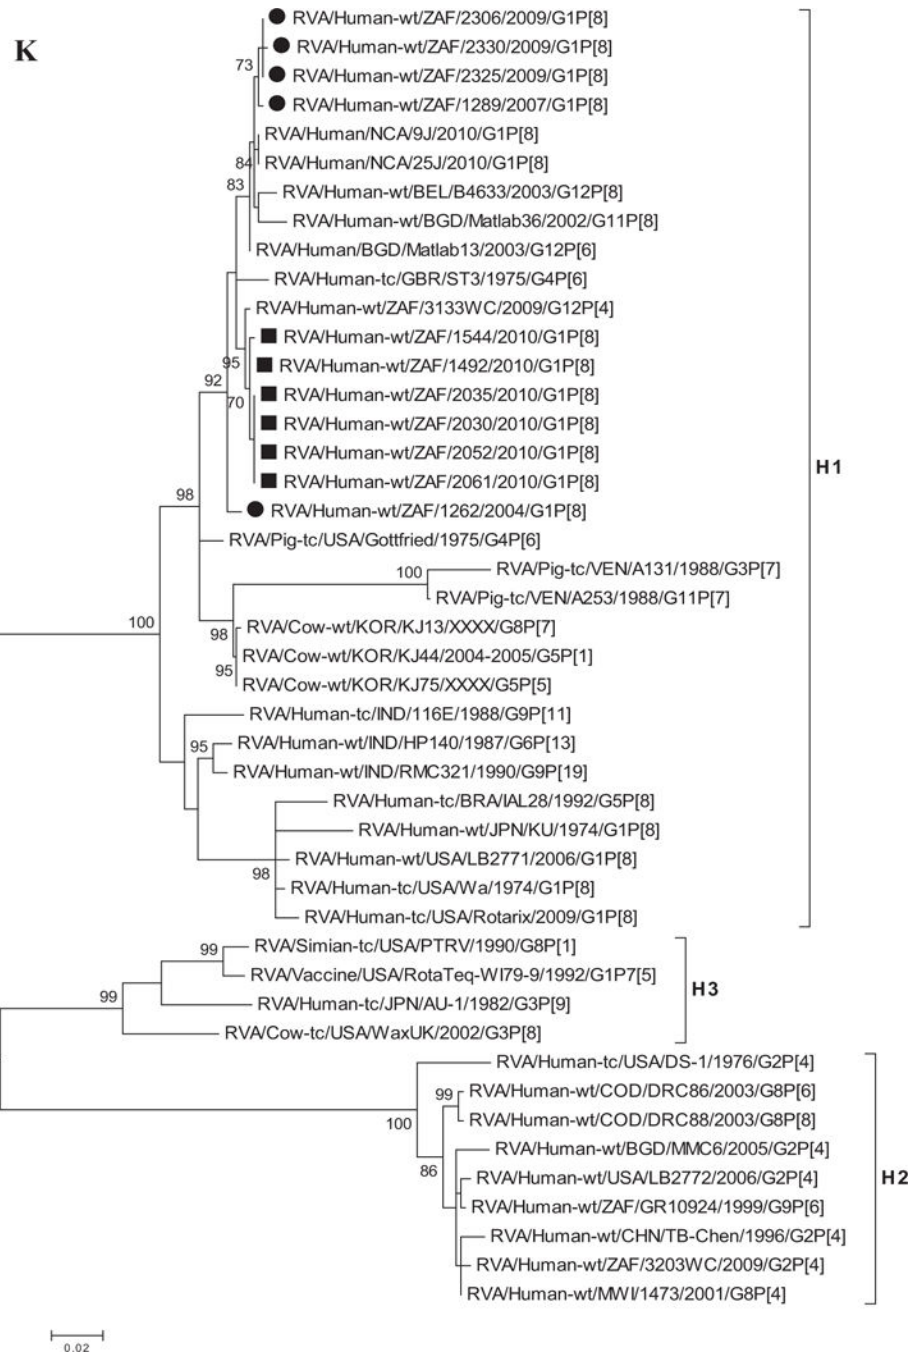 K
RVA/Human-wt/ZAF/2306/2009/G1P[8]
RVA/Human-wt/ZAF/2330/2009/G1P[8]
73
RVA/Human-wt/ZAF/2325/2009/G1P[8]
RVA/Human-wt/ZAF/1289/2007/G1P[8]
RVA/Human/NCA/9J/2010/G1P[8]
84
RVA/Human/NCA/25J/2010/G1P[8]
83
RVA/Human-wt/BEL/B4633/2003/G12P[8]
RVA/Human-wt/BGD/Matlab36/2002/G11P[8]
RVA/Human/BGD/Matlab13/2003/G12P[6]
RVA/Human-tc/GBR/ST3/1975/G4P[6]
RVA/Human-wt/ZAF/3133WC/2009/G12P[4]
RVA/Human-wt/ZAF/1544/2010/G1P[8]
95
RVA/Human-wt/ZAF/1492/2010/G1P[8]
92
RVA/Human-wt/ZAF/2035/2010/G1P[8]
70
RVA/Human-wt/ZAF/2030/2010/G1P[8]
RVA/Human-wt/ZAF/2052/2010/G1P[8]
H1
RVA/Human-wt/ZAF/2061/2010/G1P[8]
98
RVA/Human-wt/ZAF/1262/2004/G1P[8]
RVA/Pig-tc/USA/Gottfried/1975/G4P[6]
100
RVA/Pig-tc/VEN/A131/1988/G3P[7]
RVA/Pig-tc/VEN/A253/1988/G11P[7]
100
98
RVA/Cow-wt/KOR/KJ13/XXXX/G8P[7]
RVA/Cow-wt/KOR/KJ44/2004-2005/G5P[1]
95
RVA/Cow-wt/KOR/KJ75/XXXX/G5P[5]
RVA/Human-tc/IND/116E/1988/G9P[11]
95
RVA/Human-wt/IND/HP140/1987/G6P[13]
RVA/Human-wt/IND/RMC321/1990/G9P[19]
RVA/Human-tc/BRA/IAL28/1992/G5P[8]
RVA/Human-wt/JPN/KU/1974/G1P[8]
RVA/Human-wt/USA/LB2771/2006/G1P[8]
98
RVA/Human-tc/USA/Wa/1974/G1P[8]
RVA/Human-tc/USA/Rotarix/2009/G1P[8]
99
RVA/Simian-tc/USA/PTRV/1990/G8P[1]
RVA/Vaccine/USA/RotaTeq-WI79-9/1992/G1P7[5]
H3
99
RVA/Human-tc/JPN/AU-1/1982/G3P[9]
RVA/Cow-tc/USA/WaxUK/2002/G3P[8]
RVA/Human-tc/USA/DS-1/1976/G2P[4]
99
RVA/Human-wt/COD/DRC86/2003/G8P[6]
100
RVA/Human-wt/COD/DRC88/2003/G8P[8]
RVA/Human-wt/BGD/MMC6/2005/G2P[4]
86
RVA/Human-wt/USA/LB2772/2006/G2P[4]
H2
RVA/Human-wt/ZAF/GR10924/1999/G9P[6]
RVA/Human-wt/CHN/TB-Chen/1996/G2P[4]
RVA/Human-wt/ZAF/3203WC/2009/G2P[4]
RVA/Human-wt/MWI/1473/2001/G8P[4]
0.02